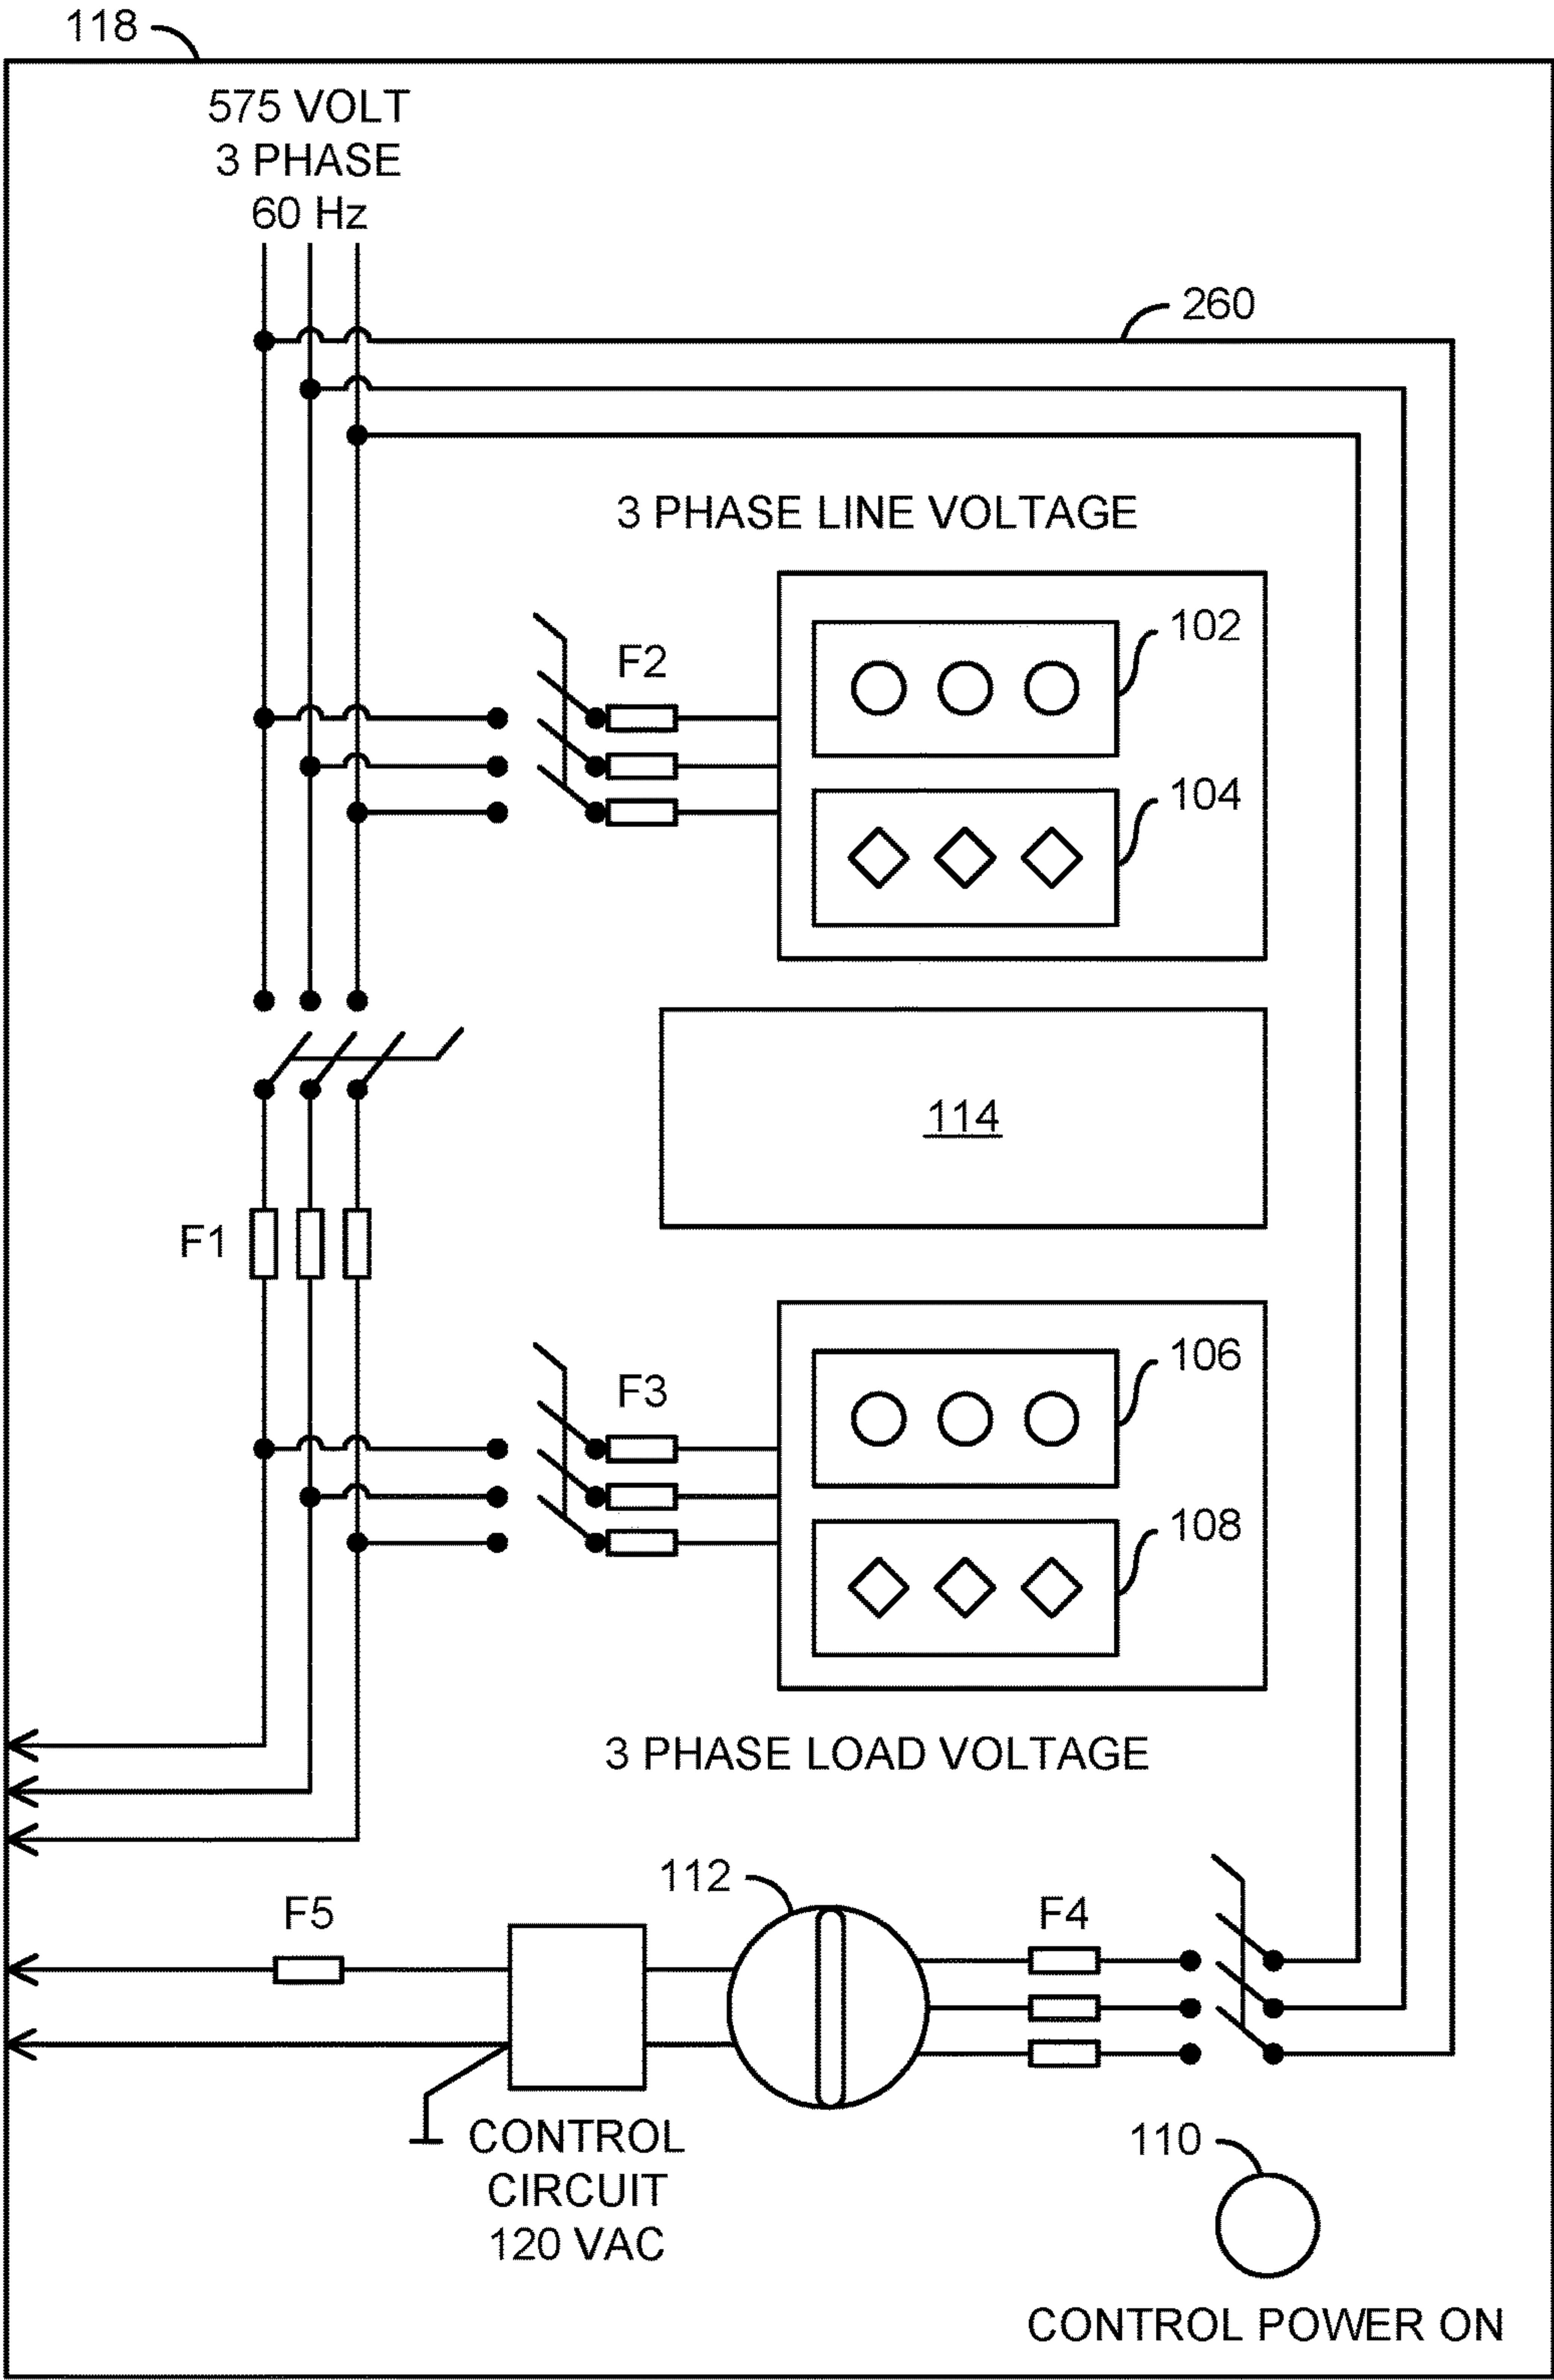 118
575 VOLT
3 PHASE
60 Hz
260
3 PHASE LINE VOLTAGE
102
F2
104
114
F1
106
F3
108
3 PHASE LOAD VOLTAGE
112
F5
F4
CONTROL
CIRCUIT
120 VAC
110
CONTROL POWER ON